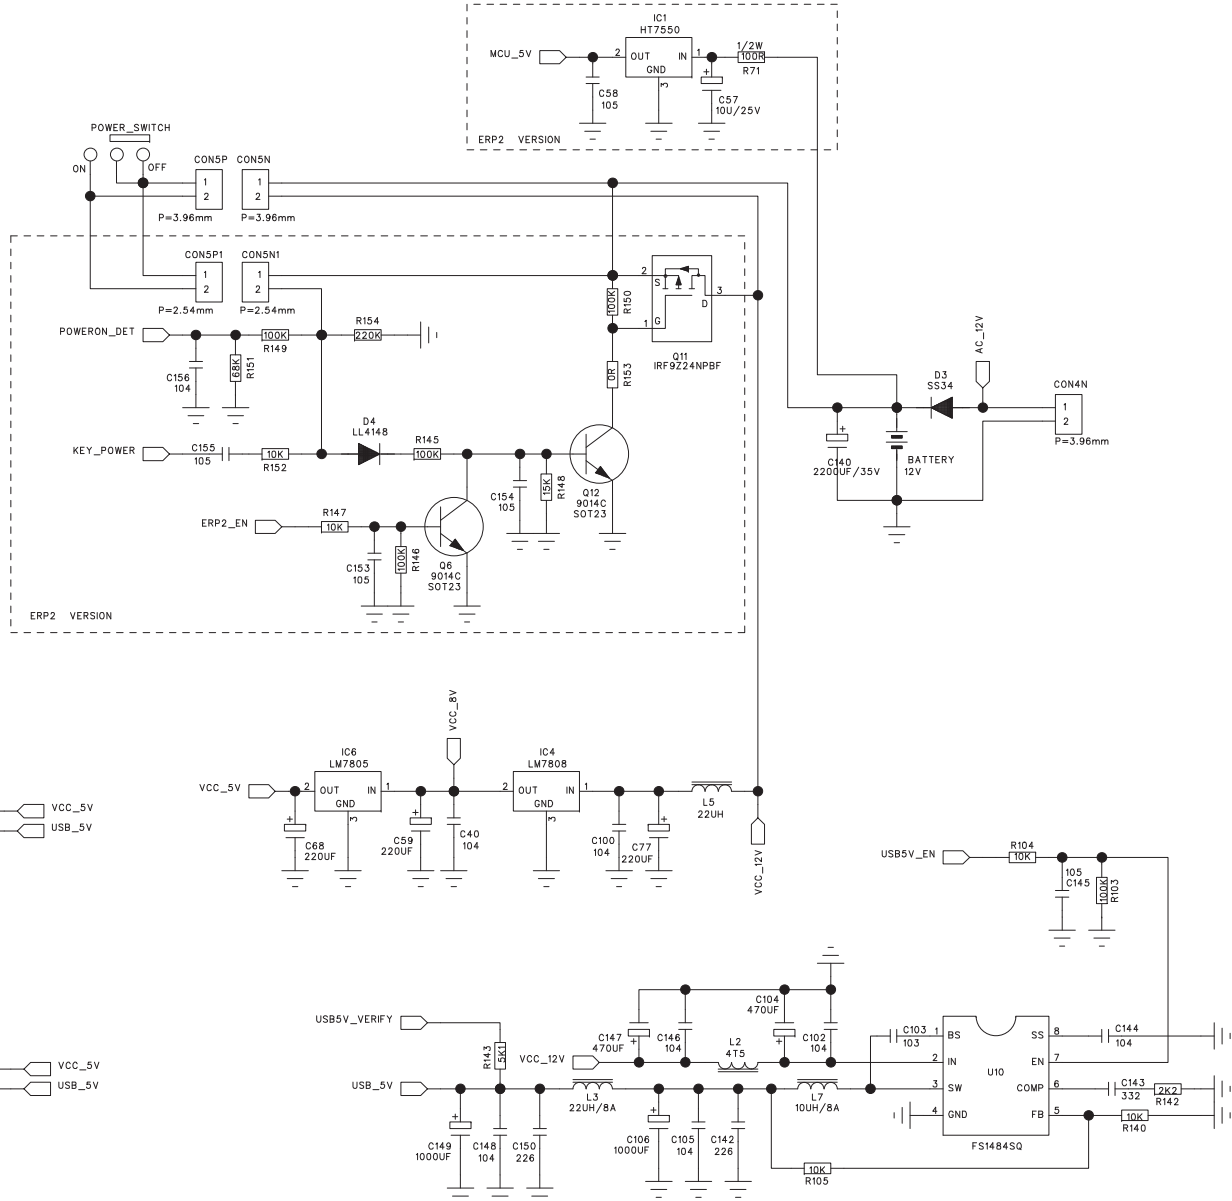 IC1
HT7550
MCU_5V
2 OUT IN 1
GND
3
1/2W
100R
R71
C58
105
C57
10U/25V
ERP2 VERSION
POWER_SWITCH
ON
OFF
CON5P
1
2
P=3.96mm
CON5N
1
2
P=3.96mm
CON5P1
1
2
P=2.54mm
CON5N1
1
2
P=2.54mm
100K
R150
2
S
D
3
1
G
Q11
IRF9Z24NPBF
0R
R153
POWERON_DET
C156
104
68K
R151
100K
R149
R154
220K
KEY_POWER
C155
105
10K
R152
D4
LL4148
R145
100K
C154
105
15K
R148
Q12
9014C
SOT23
ERP2_EN
R147
10K
C153
105
100K
R146
Q6
9014C
SOT23
ERP2 VERSION
AC_12V
D3
SS34
CON4N
1
2
P=3.96mm
C140
2200UF/35V
BATTERY
12V
VCC_8V
IC6
LM7805
VCC_5V
2 OUT IN 1
GND
3
C68
220UF
C59
220UF
C40
104
IC4
LM7808
2 OUT IN 1
GND
3
C100
104
C77
220UF
L5
22UH
VCC_12V
VCC_5V
USB_5V
USB5V_EN
R104
10K
105
C145
100K
R103
VCC_5V
USB_5V
USB5V_VERIFY
R143
5K1
VCC_12V
C147
470UF
C146
104
C104
470UF
C102
104
L2
4T5
USB_5V
C149
1000UF
C148
104
C150
226
L3
22UH/8A
C106
1000UF
C105
104
C142
226
L7
10UH/8A
10K
R105
C103
103
1 BS
2 IN
3 SW
4 GND
U10
SS 8
EN 7
COMP 6
FB 5
FS1484SQ
C144
104
C143
332
2K2
R142
10K
R140